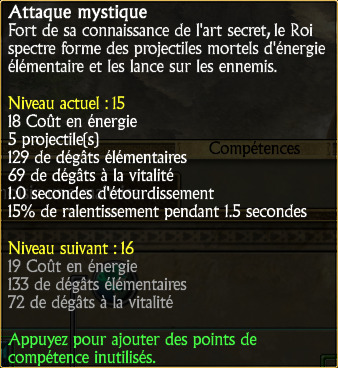 Attaque mystique
Fort de sa connaissance de l'art secret, le Roi
spectre forme des projectiles mortels d'énergie
élémentaire et les lance sur les ennemis.
Niveau actuel : 15
18 Coût en énergie
5 projectile(s)
129 de dégâts élémentaires
Compétences
69 de dégâts à la vitalité
1.0 secondes d'étourdissement
15% de ralentissement pendant 1.5 secondes
Niveau suivant : 16
19 Coût en énergie
133 de dégâts élémentaires
72 de dégâts à la vitalité
Appuyez pour ajouter des points de
compétence inutilisés.